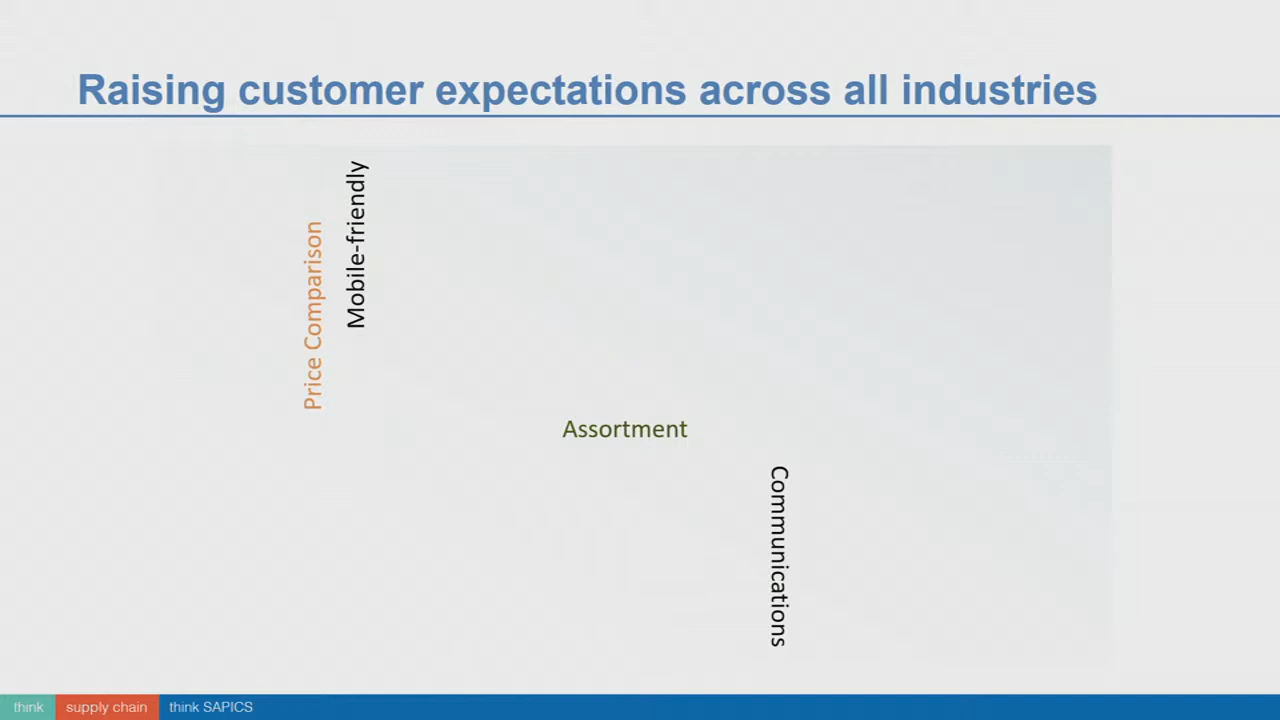 Raising customer expectations across all industries
Price Comparison
Mobile-friendly
Assortment
Communications
think supply chain think SAPICS